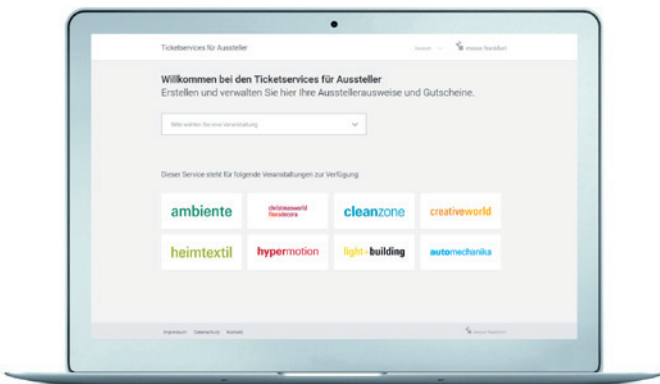 Ticketservices für Aussteller
messe frankfurt
Willkommen bei den Ticketservices für Aussteller
Erstellen und verwalten Sie hier Ihre Ausstellerausweise und Gutscheine.
Bitte wählen Sie eine Veranstaltung
Dieser Service steht für folgende Veranstaltungen zur Verfügung:
ambiente
christmasworld
floradecora
cleanzone
creativeworld
heimtextil
hypermotion
light+building
automechanika
Impressum Datenschutz Kontakt
messe frankfurt